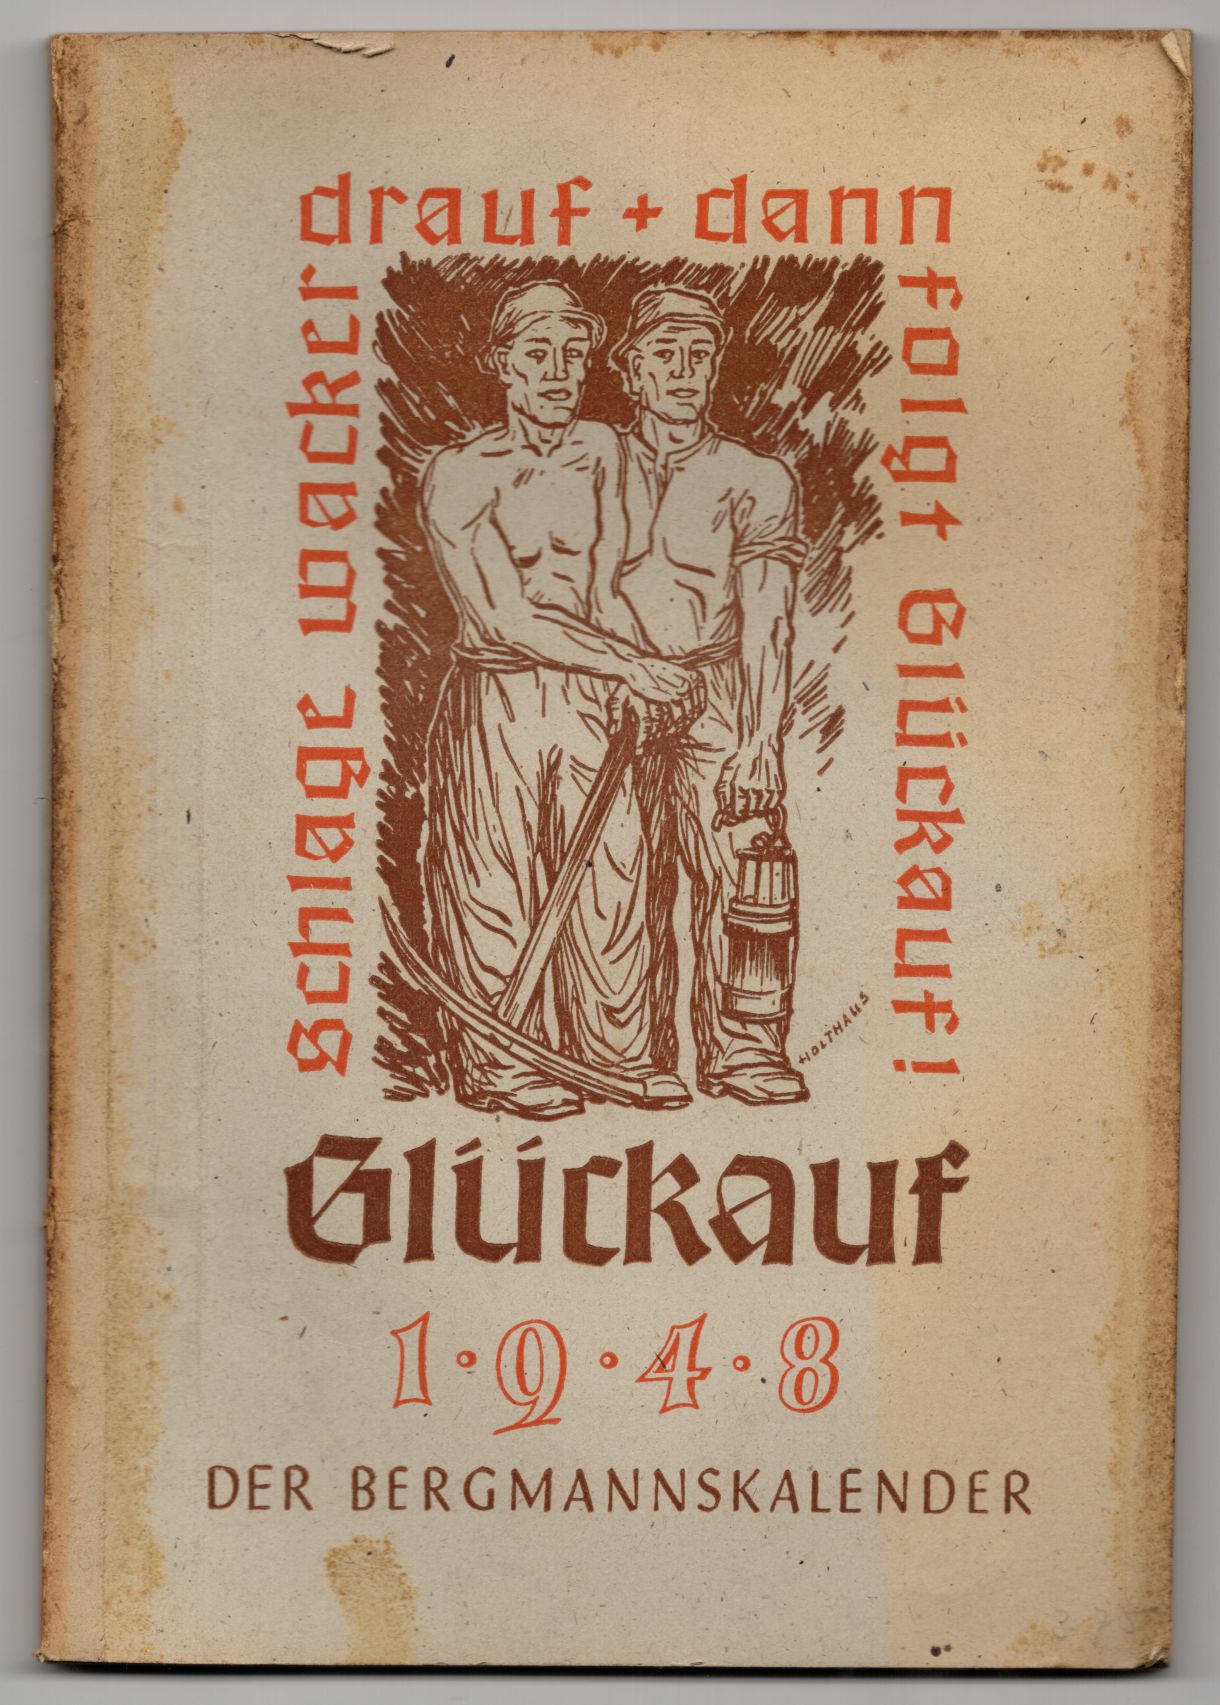 Schlage wacker
drauf + dann
folgt Glückauf!
HOLTHAUS
Glückauf
1·9·4·8
DER BERGMANNSKALENDER